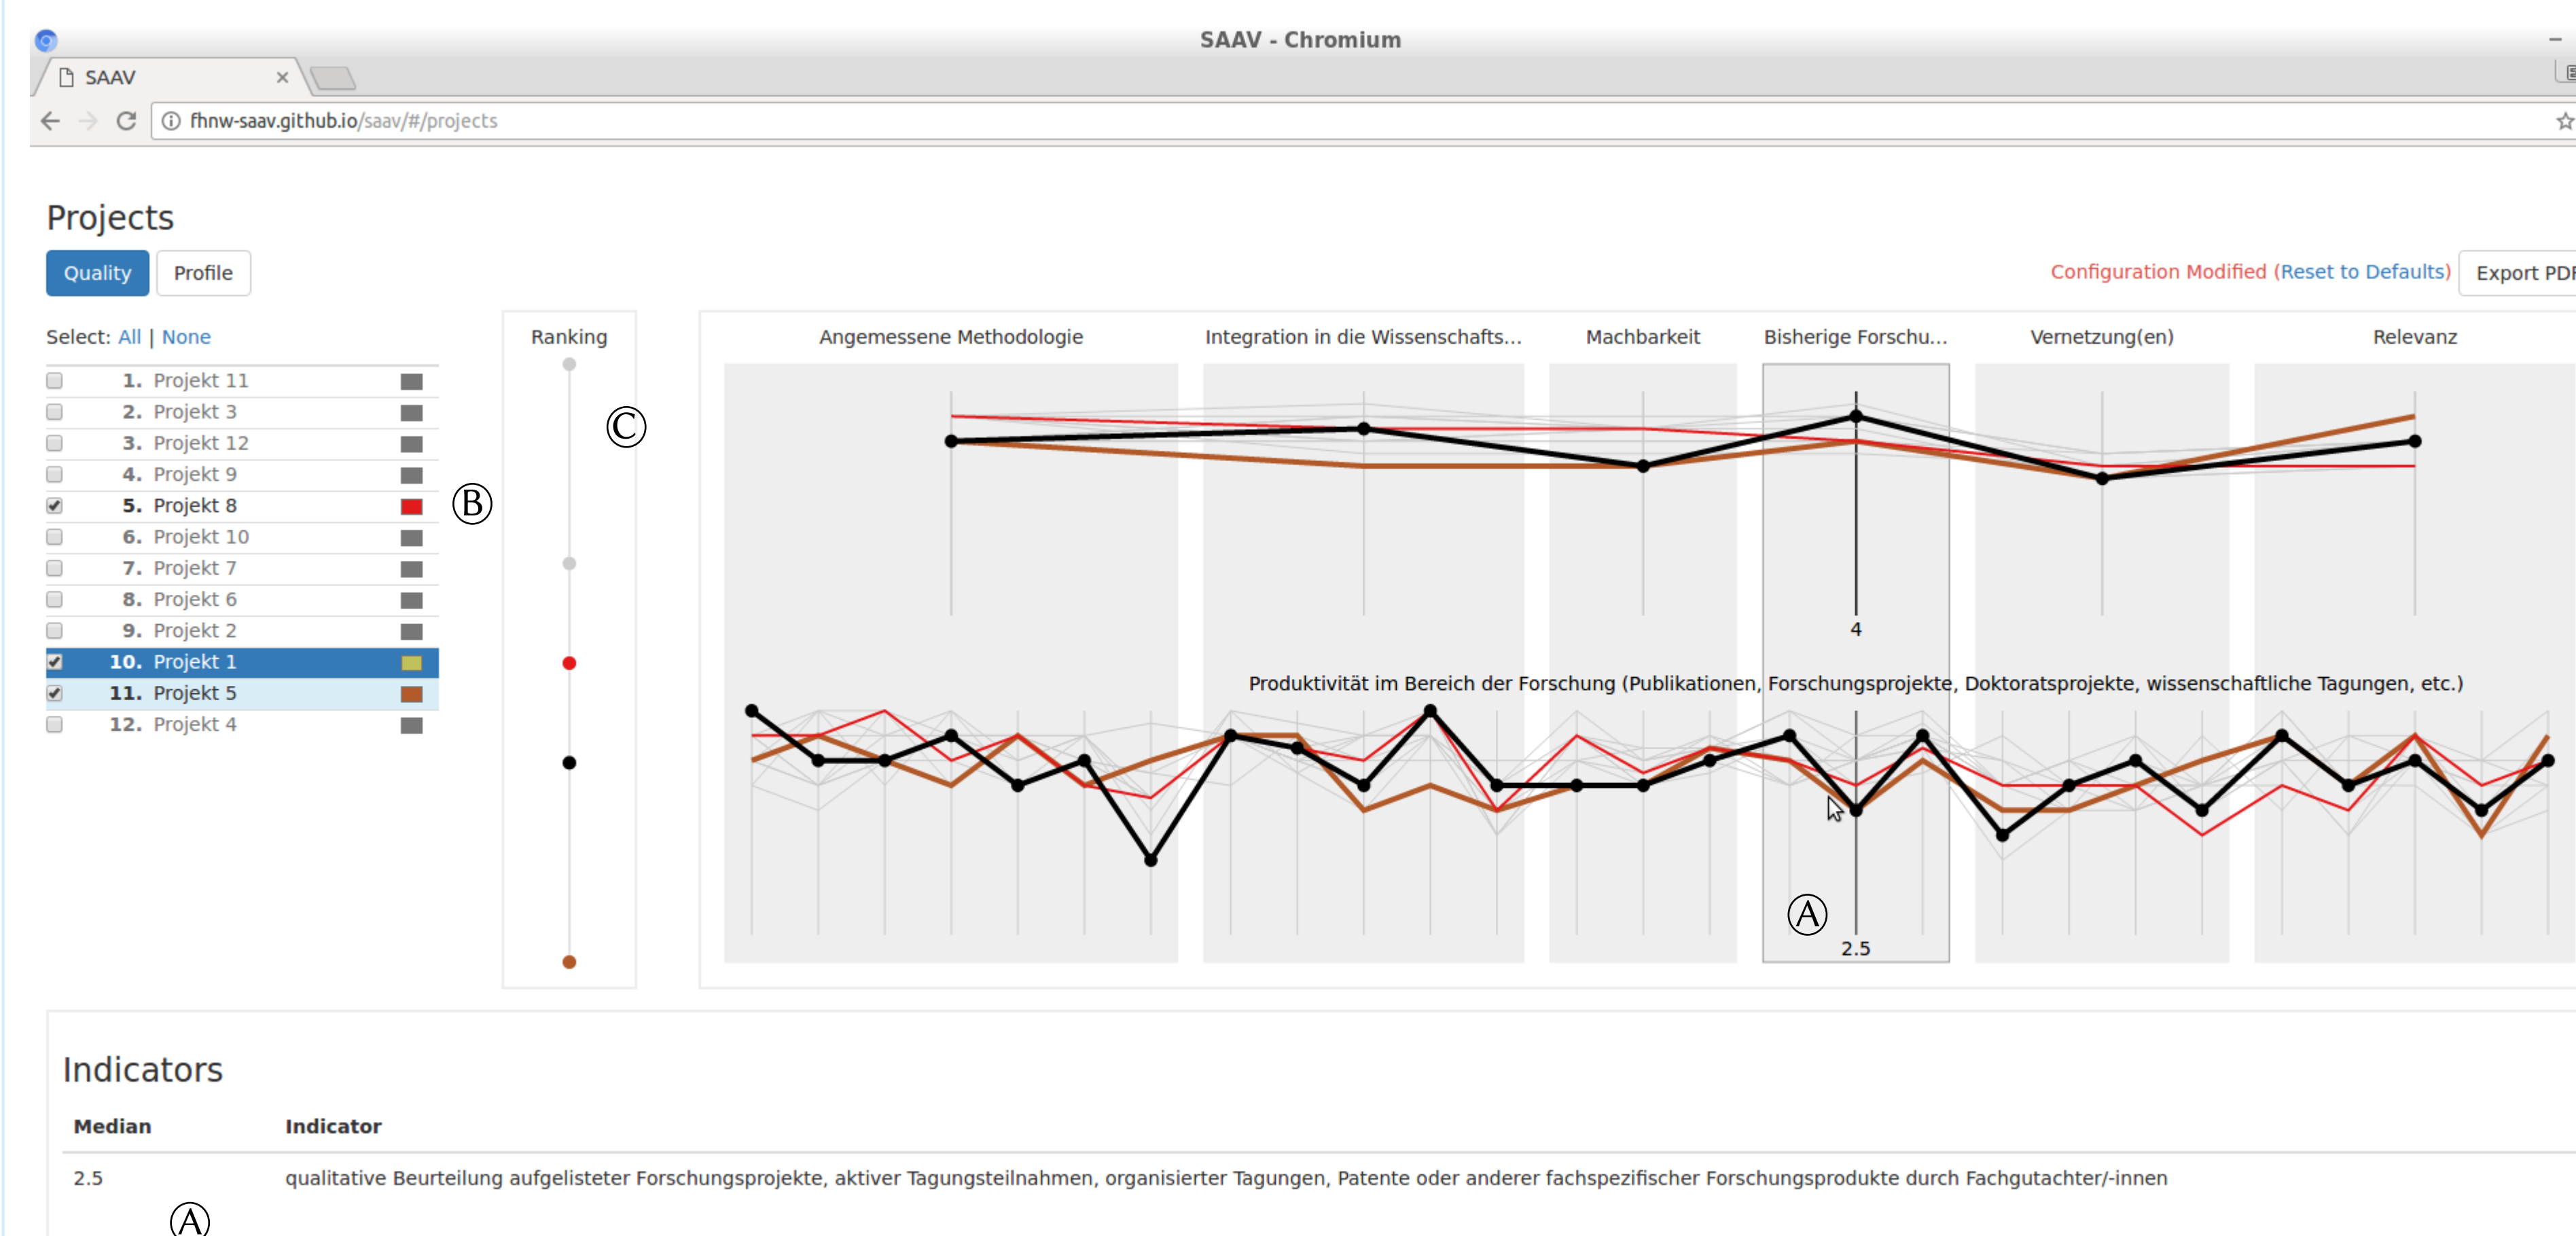 SAAV - Chromium
SAAV
fhnw-saav.github.io/saav/#/projects
Projects
Quality Profile
Configuration Modified (Reset to Defaults) Export PDF
Select: All | None
1. Projekt 11
2. Projekt 3
3. Projekt 12
4. Projekt 9
5. Projekt 8
6. Projekt 10
7. Projekt 7
8. Projekt 6
9. Projekt 2
10. Projekt 1
11. Projekt 5
12. Projekt 4
B
Ranking
C
Angemessene Methodologie Integration in die Wissenschafts... Machbarkeit Bisherige Forschu... Vernetzung(en) Relevanz
4
Produktivität im Bereich der Forschung (Publikationen, Forschungsprojekte, Doktoratsprojekte, wissenschaftliche Tagungen, etc.)
A
2.5
Indicators
Median Indicator
2.5 qualitative Beurteilung aufgelisteter Forschungsprojekte, aktiver Tagungsteilnahmen, organisierter Tagungen, Patente oder anderer fachspezifischer Forschungsprodukte durch Fachgutachter/-innen
A